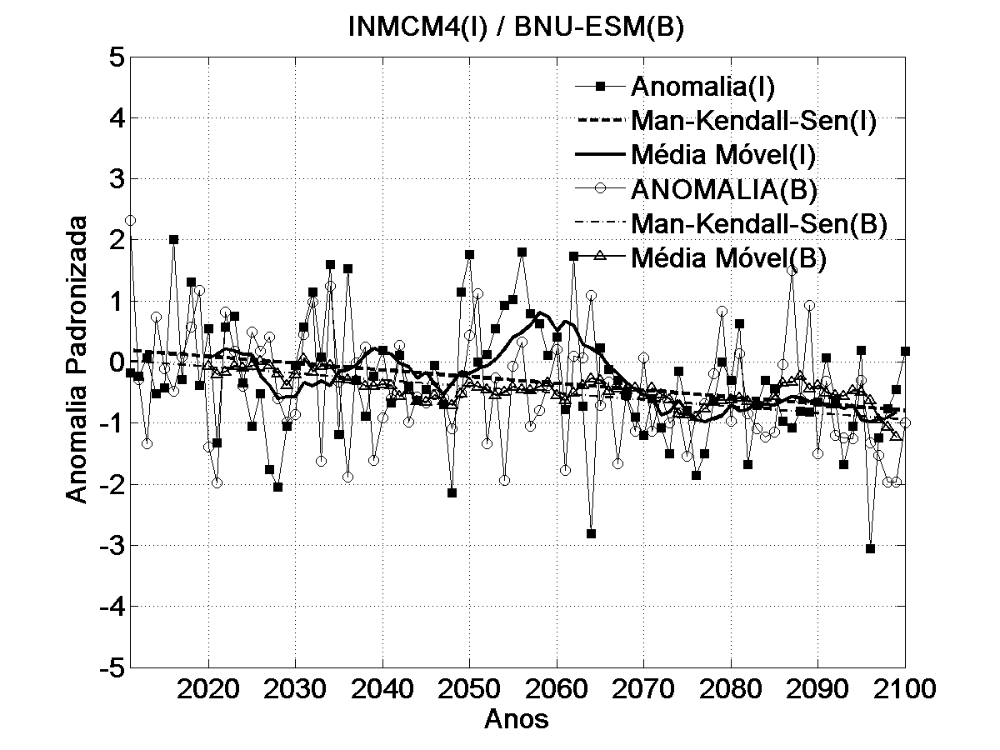 INMCM4(I) / BNU-ESM(B)
5
4
3
2
1
0
-1
-2
-3
-4
-5
Anomalia Padronizada
Anomalia(I)
Man-Kendall-Sen(I)
Média Móvel(I)
ANOMALIA(B)
Man-Kendall-Sen(B)
Média Móvel(B)
2020 2030 2040 2050 2060 2070 2080 2090 2100
Anos